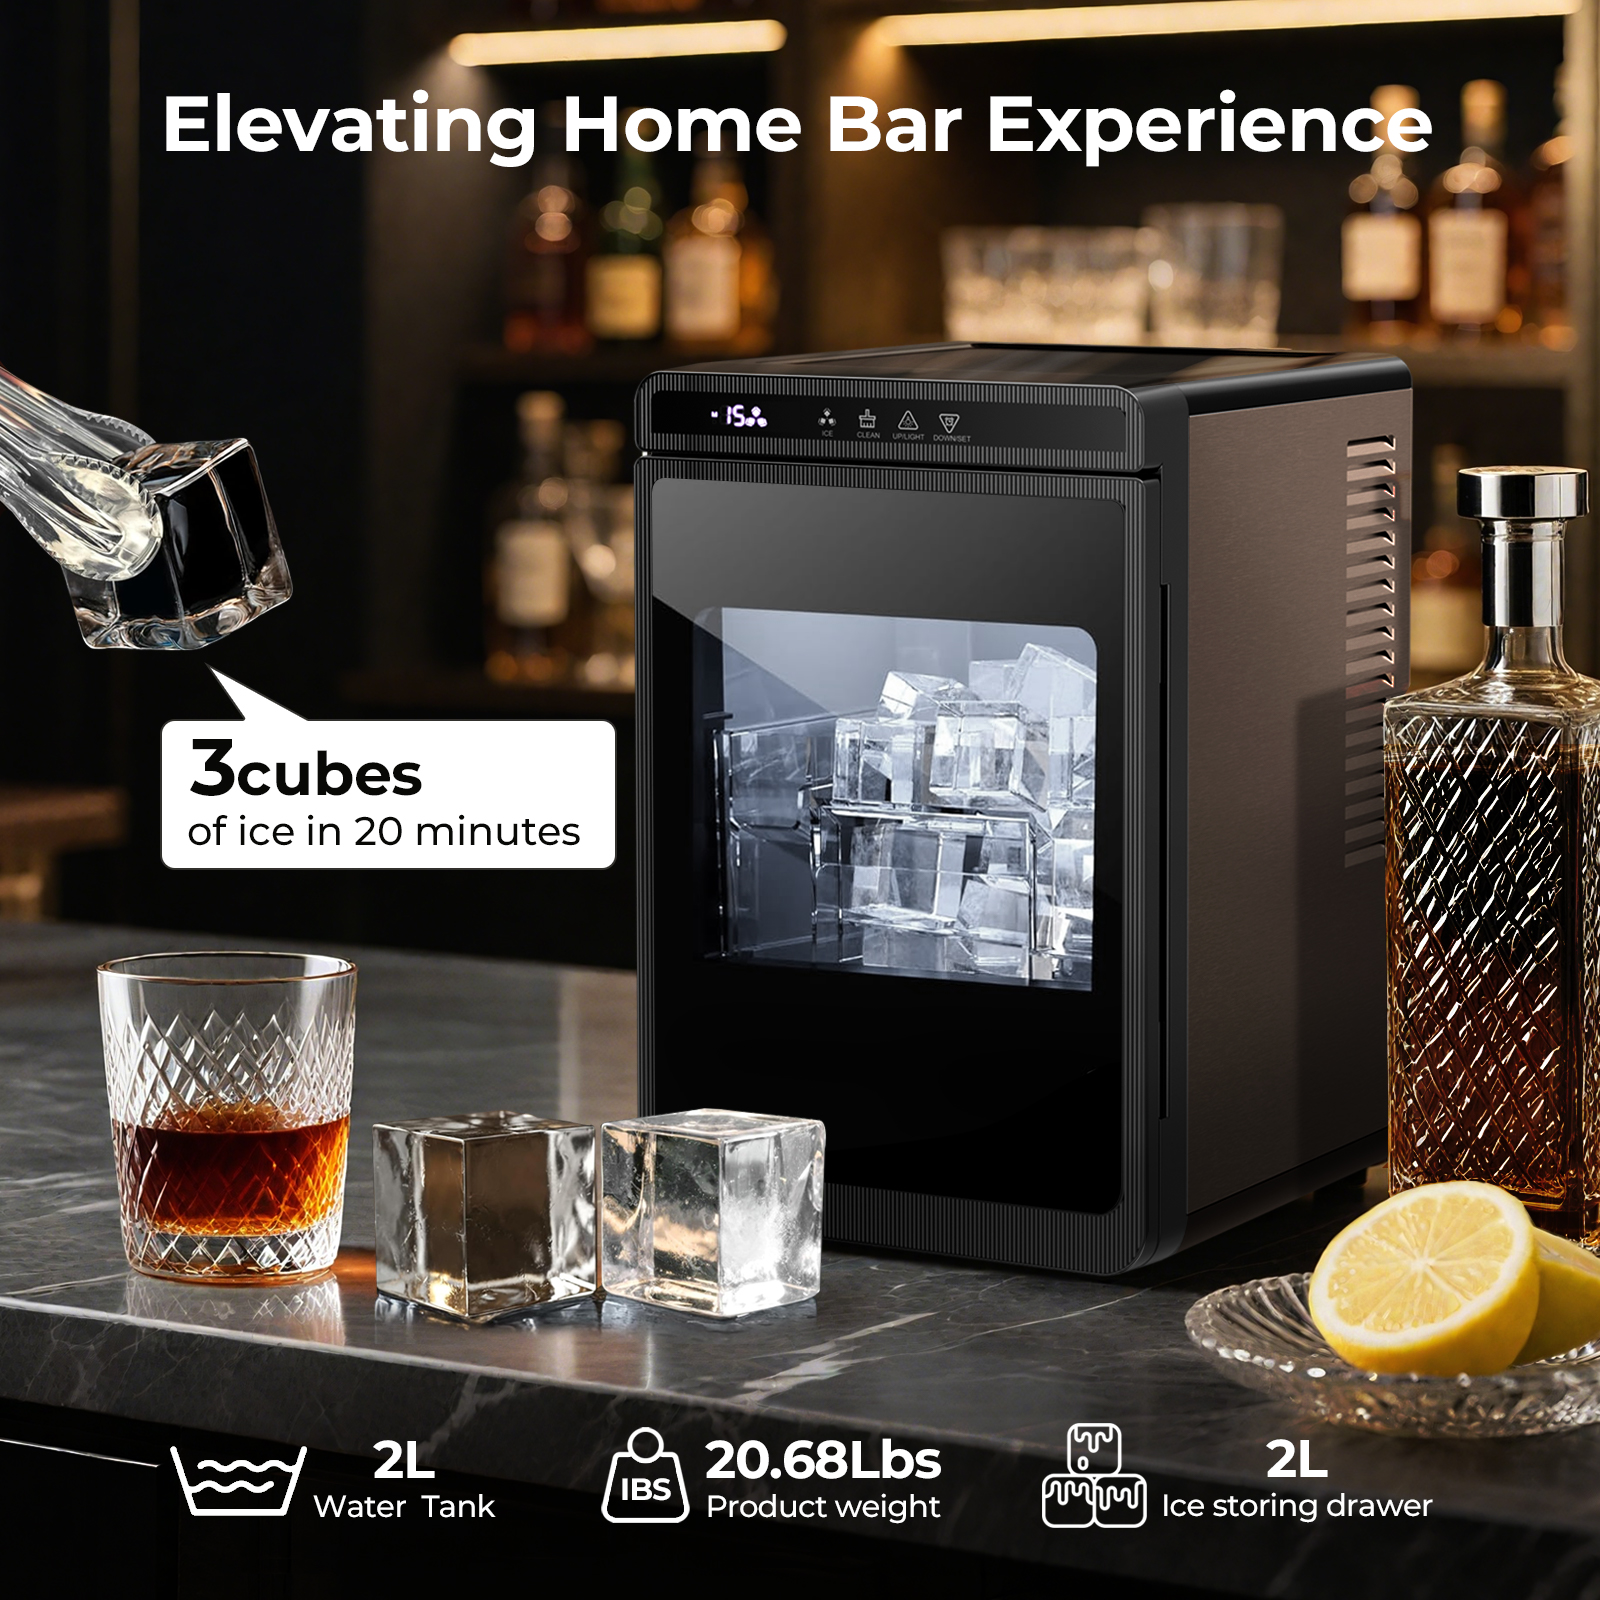 Elevating Home Bar Experience
M 15
ICE CLEAN UP/LIGHT DOWN/SET
3cubes
of ice in 20 minutes
2L
Water Tank
IBS
20.68Lbs
Product weight
2L
Ice storing drawer